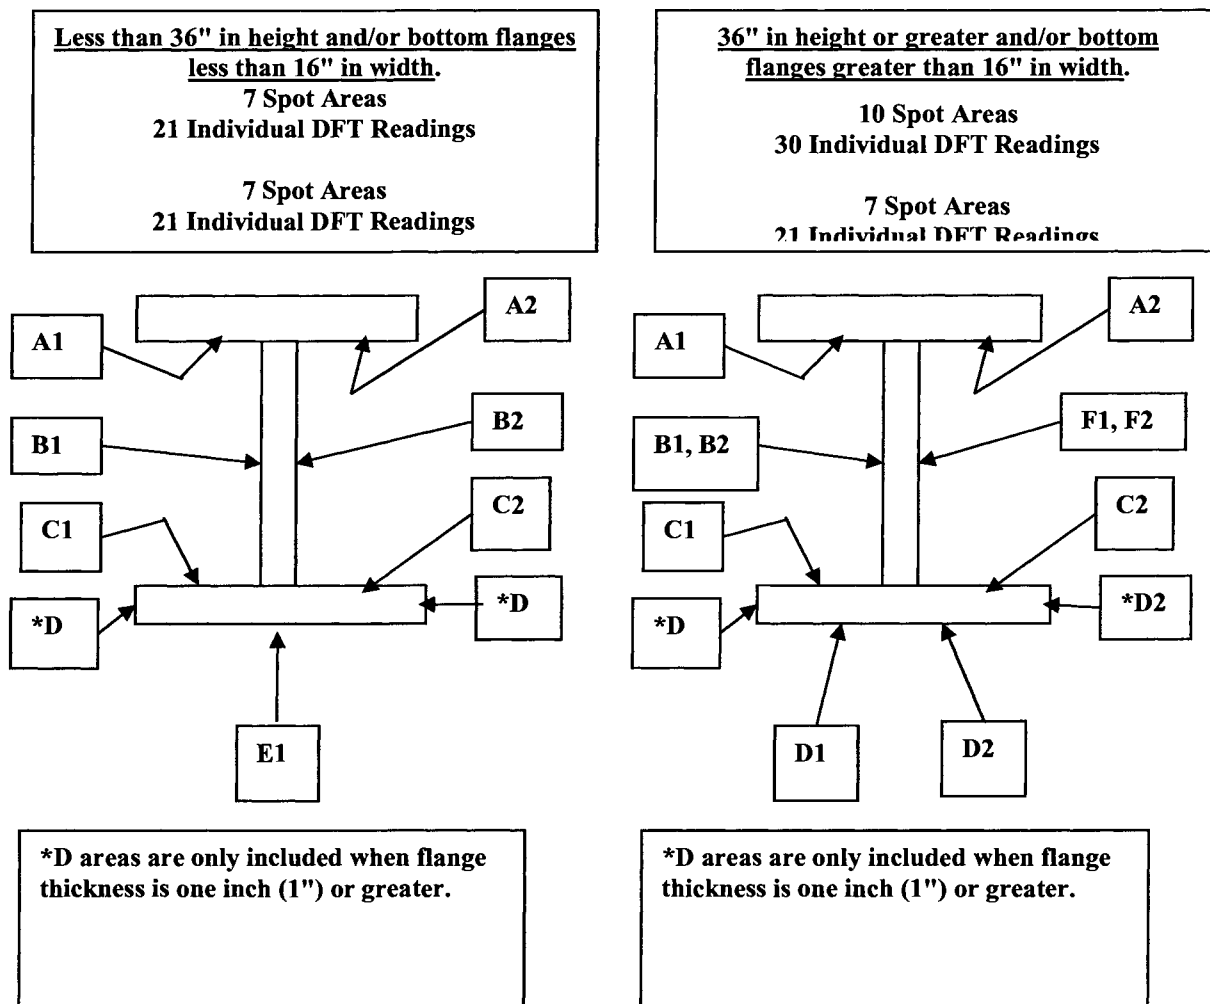 Less than 36" in height and/or bottom flanges
less than 16" in width.
7 Spot Areas
21 Individual DFT Readings
7 Spot Areas
21 Individual DFT Readings
36" in height or greater and/or bottom
flanges greater than 16" in width.
10 Spot Areas
30 Individual DFT Readings
7 Spot Areas
21 Individual DFT Readings
A1
A2
B1
B2
C1
C2
*D
*D
E1
A1
A2
B1, B2
F1, F2
C1
C2
*D
*D2
D1
D2
*D areas are only included when flange
thickness is one inch (1") or greater.
*D areas are only included when flange
thickness is one inch (1") or greater.